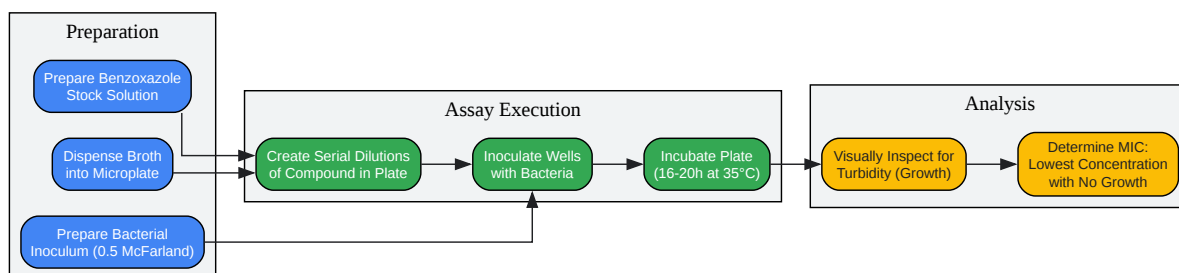 Preparation
Prepare Benzoxazole
Stock Solution
Dispense Broth
into Microplate
Prepare Bacterial
Inoculum (0.5 McFarland)
Assay Execution
Create Serial Dilutions
of Compound in Plate
Inoculate Wells
with Bacteria
Incubate Plate
(16-20h at 35°C)
Analysis
Visually Inspect for
Turbidity (Growth)
Determine MIC:
Lowest Concentration
with No Growth